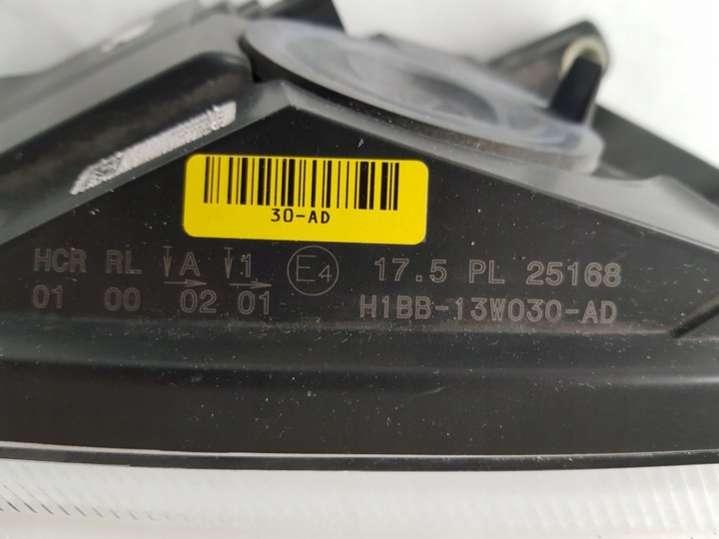 30-AD
HCR RL A 1 E4 17.5 PL 25168
01 00 02 01 H1BB-13W030-AD